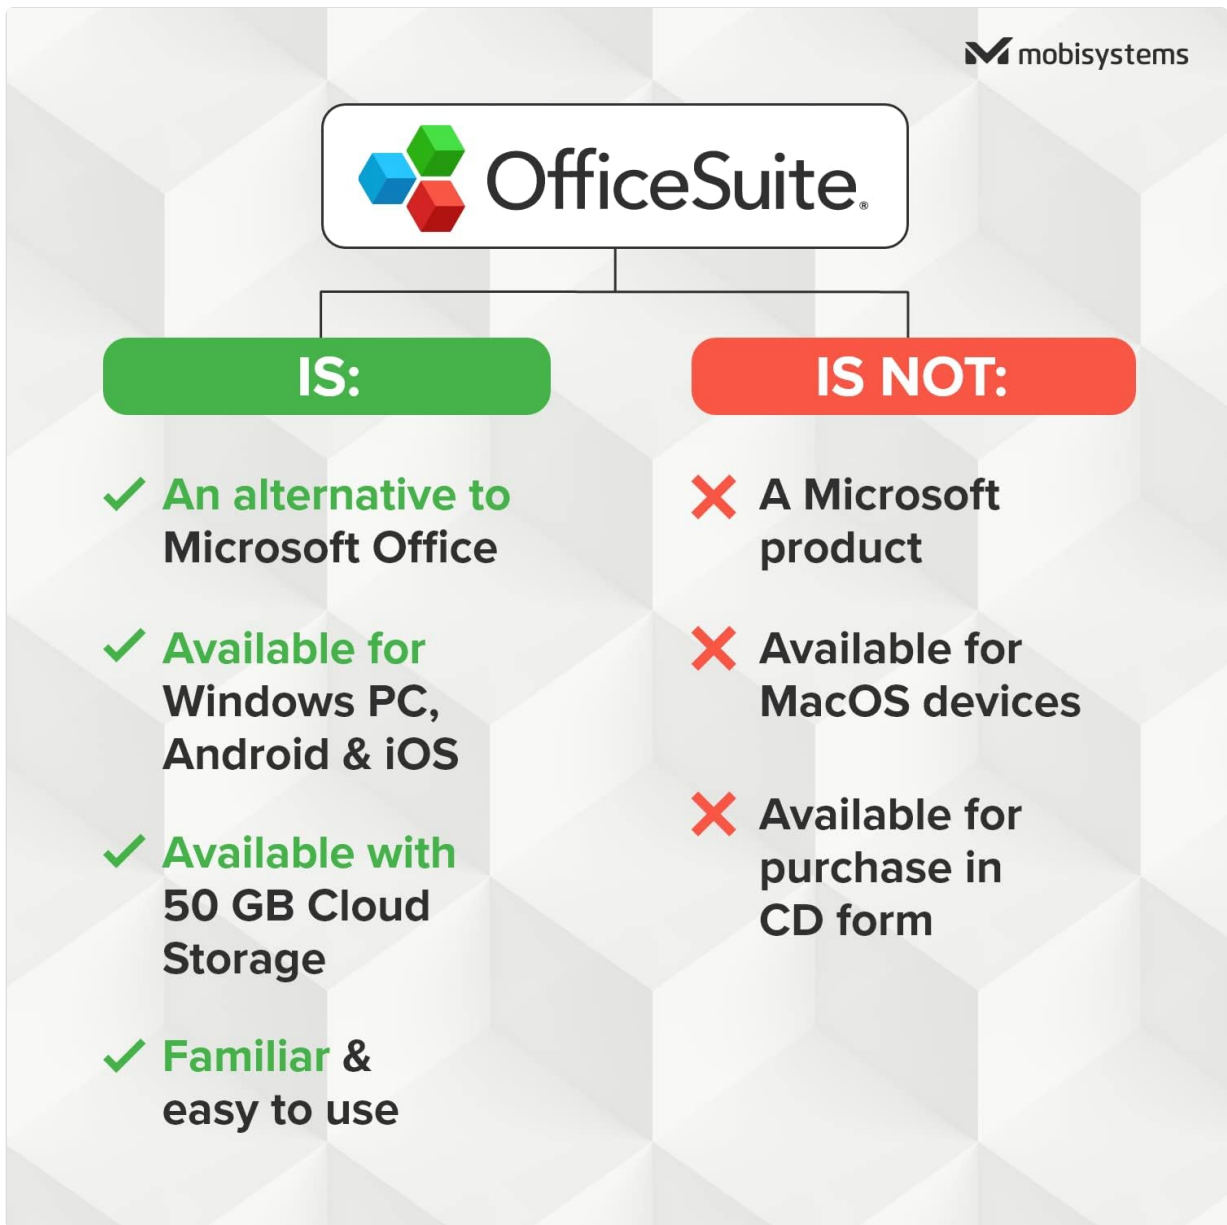 mobisystems
OfficeSuite®
IS:
An alternative to
Microsoft Office
Available for
Windows PC,
Android & iOS
Available with
50 GB Cloud
Storage
Familiar &
easy to use
IS NOT:
A Microsoft
product
Available for
MacOS devices
Available for
purchase in
CD form